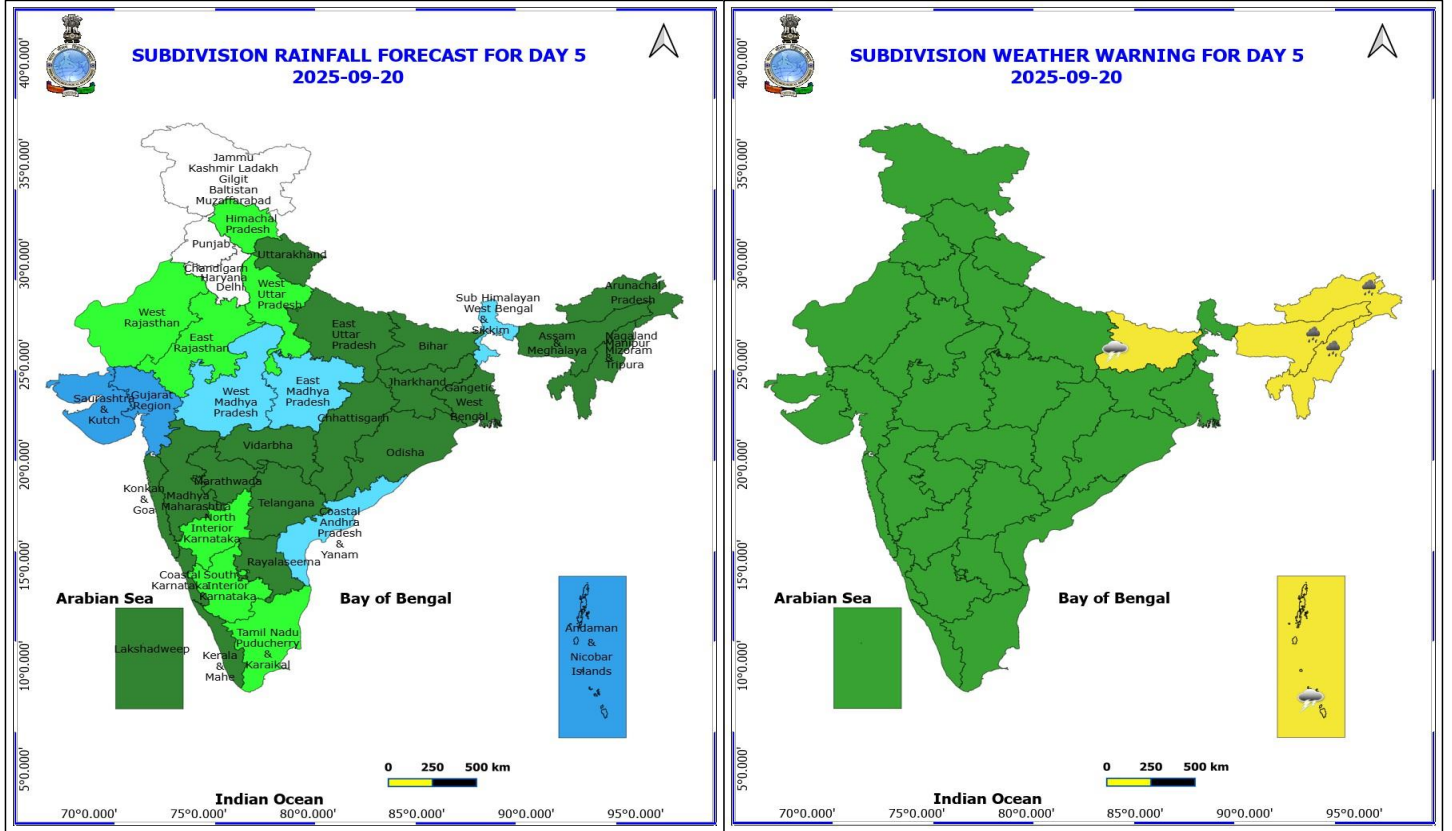 SUBDIVISION RAINFALL FORECAST FOR DAY 5
2025-09-20
40°0.000'
35°0.000'
30°0.000'
25°0.000'
20°0.000'
15°0.000'
10°0.000'
5°0.000'
Jammu
Kashmir Ladakh
Gilgit
Baltistan
Muzaffarabad
Himachal
Pradesh
Punjab
Uttarakhand
Chandigarh
Haryana
Delhi
West
Uttar
Pradesh
West
Rajasthan
East
Rajasthan
East
Uttar
Pradesh
Bihar
Sub Himalayan
West Bengal
&
Sikkim
Arunachal
Pradesh
Assam
&
Meghalaya
Nagaland
Manipur
Mizoram
&
Tripura
Saurashtra
&
Kutch
Gujarat
Region
West
Madhya
Pradesh
East
Madhya
Pradesh
Jharkhand
Gangetic
West
Bengal
Chhattisgarh
Vidarbha
Odisha
Konkan
&
Goa
Madhya
Maharashtra
Marathwada
Telangana
North
Interior
Karnataka
Coastal
Andhra
Pradesh
&
Yanam
Rayalaseema
Coastal
Karnataka
South
Interior
Karnataka
Arabian Sea
Bay of Bengal
Lakshadweep
Kerala
&
Mahe
Tamil Nadu
Puducherry
&
Karaikal
Andaman
&
Nicobar
Islands
0 250 500 km
Indian Ocean
70°0.000' 75°0.000' 80°0.000' 85°0.000' 90°0.000' 95°0.000'
SUBDIVISION WEATHER WARNING FOR DAY 5
2025-09-20
40°0.000'
35°0.000'
30°0.000'
25°0.000'
20°0.000'
15°0.000'
10°0.000'
5°0.000'
Arabian Sea
Bay of Bengal
0 250 500 km
Indian Ocean
70°0.000' 75°0.000' 80°0.000' 85°0.000' 90°0.000' 95°0.000'